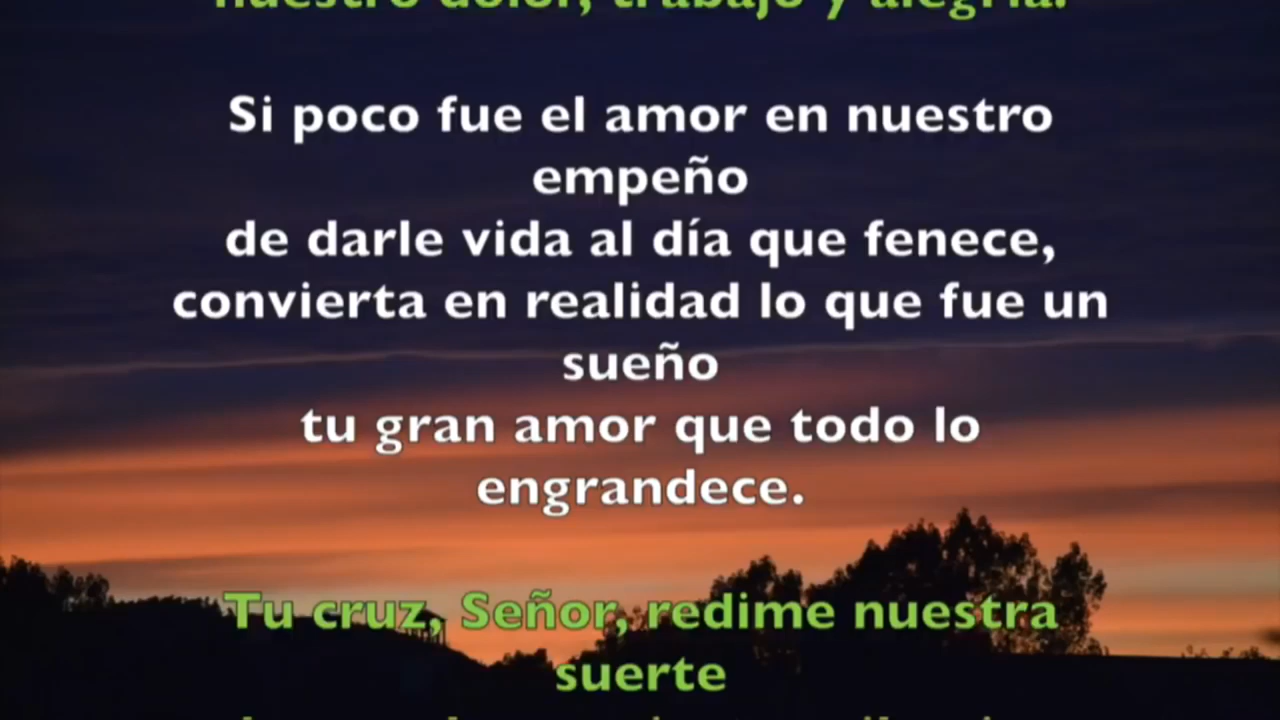 nuestro dolor, trabajo y alegría.
Si poco fue el amor en nuestro
empeño
de darle vida al día que fenece,
convierta en realidad lo que fue un
sueño
tu gran amor que todo lo
engrandece.
Tu cruz, Señor, redime nuestra
suerte